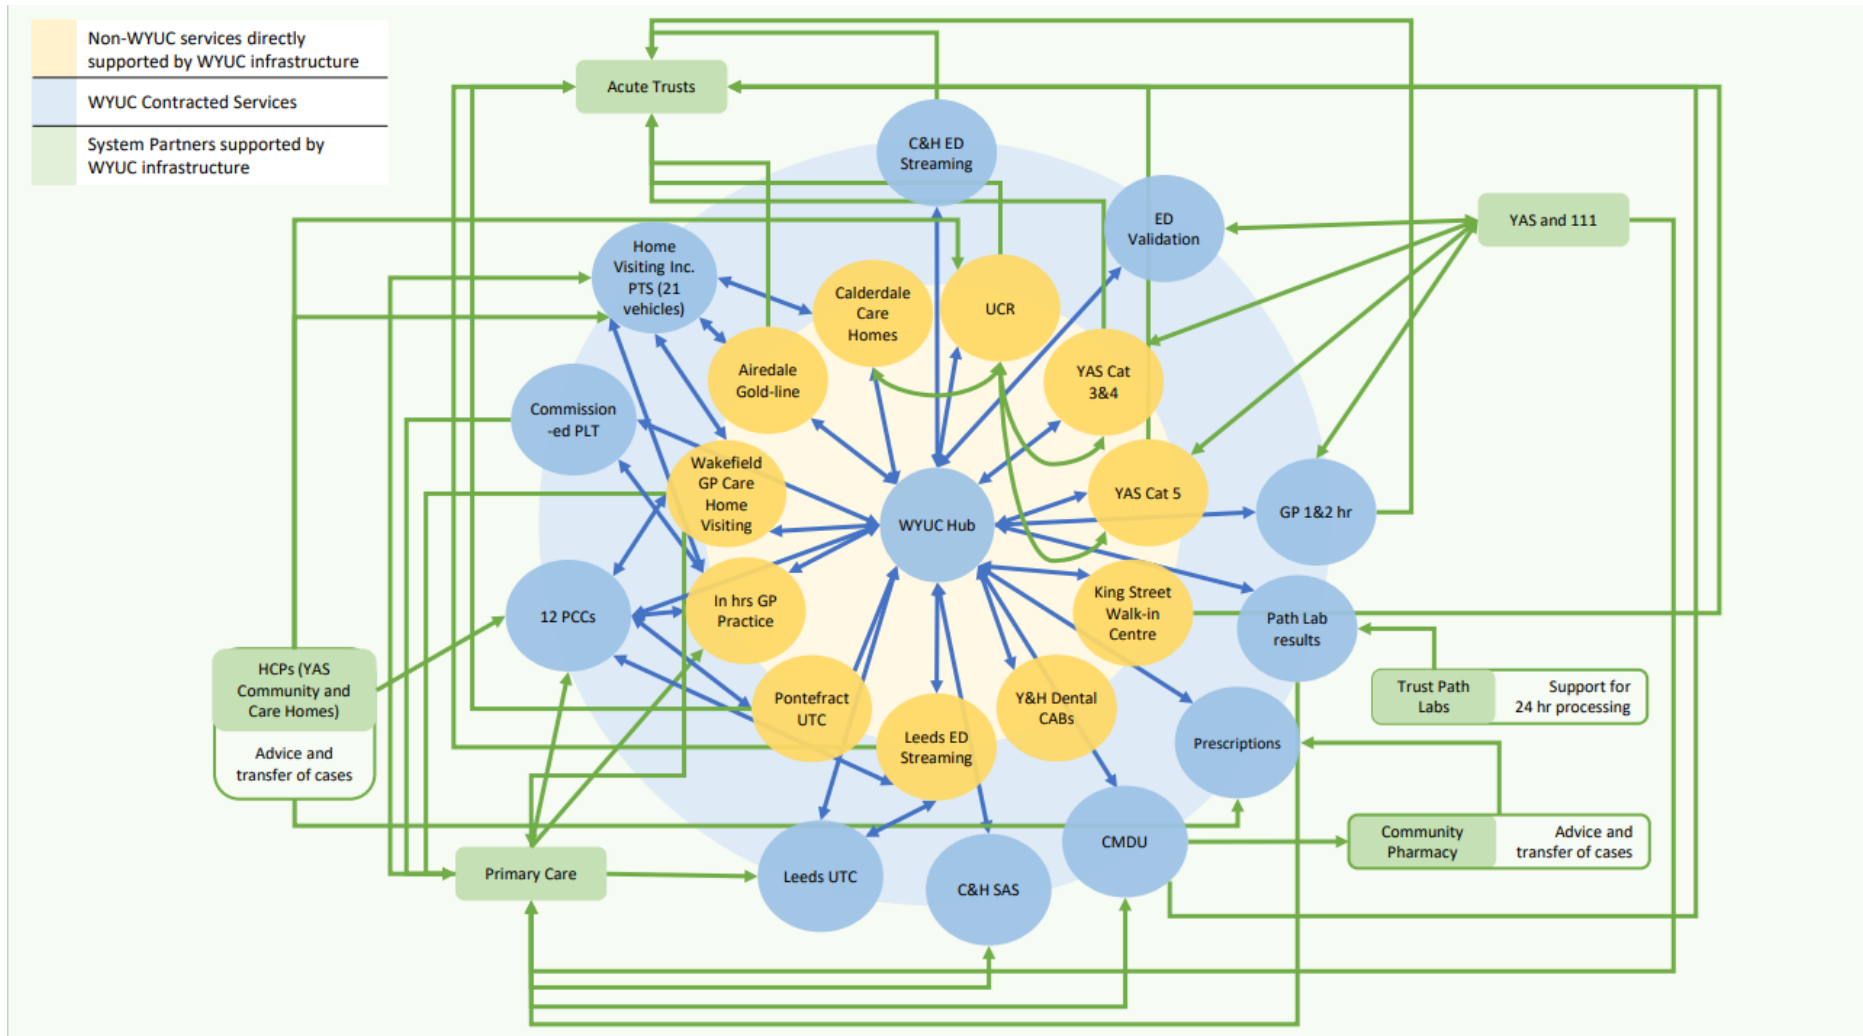 Non-WYUC services directly
supported by WYUC infrastructure
WYUC Contracted Services
System Partners supported by
WYUC infrastructure
Acute Trusts
C&H ED
Streaming
ED
Validation
YAS and 111
Home
Visiting Inc.
PTS (21
vehicles)
Calderdale
Care
Homes
UCR
Airedale
Gold-line
YAS Cat
3&4
Commission
-ed PLT
Wakefield
GP Care
Home
Visiting
WYUC Hub
YAS Cat 5
GP 1&2 hr
12 PCCs
In hrs GP
Practice
King Street
Walk-in
Centre
Path Lab
results
HCPs (YAS
Community and
Care Homes)
Advice and
transfer of cases
Pontefract
UTC
Leeds ED
Streaming
Y&H Dental
CABs
Prescriptions
Trust Path
Labs
Support for
24 hr processing
Primary Care
Leeds UTC
C&H SAS
CMDU
Community
Pharmacy
Advice and
transfer of cases